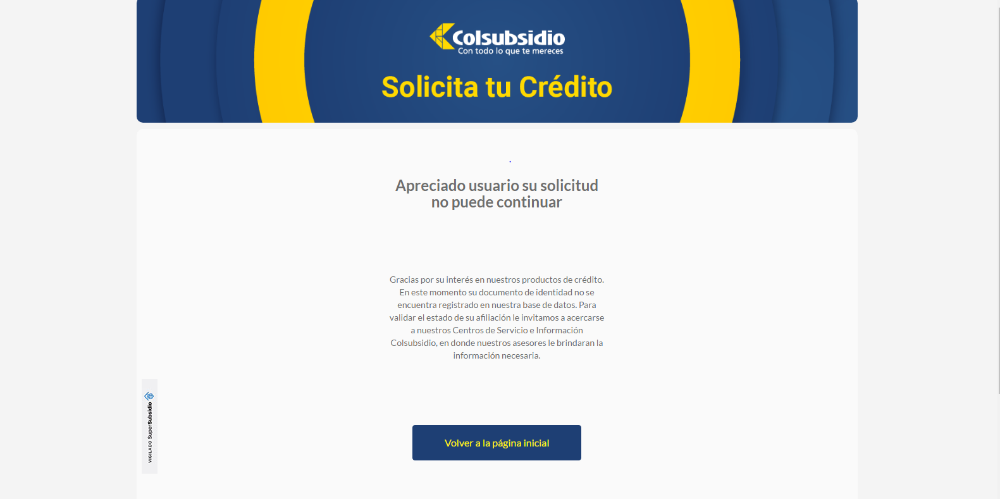 Colsubsidio
Con todo lo que te mereces
Solicita tu Crédito
.
Apreciado usuario su solicitud
no puede continuar
Gracias por su interés en nuestros productos de crédito.
En este momento su documento de identidad no se
encuentra registrado en nuestra base de datos. Para
validar el estado de su afiliación le invitamos a acercarse
a nuestros Centros de Servicio e Información
Colsubsidio, en donde nuestros asesores le brindaran la
información necesaria.
VIGILADO SuperSubsidio
Volver a la página inicial